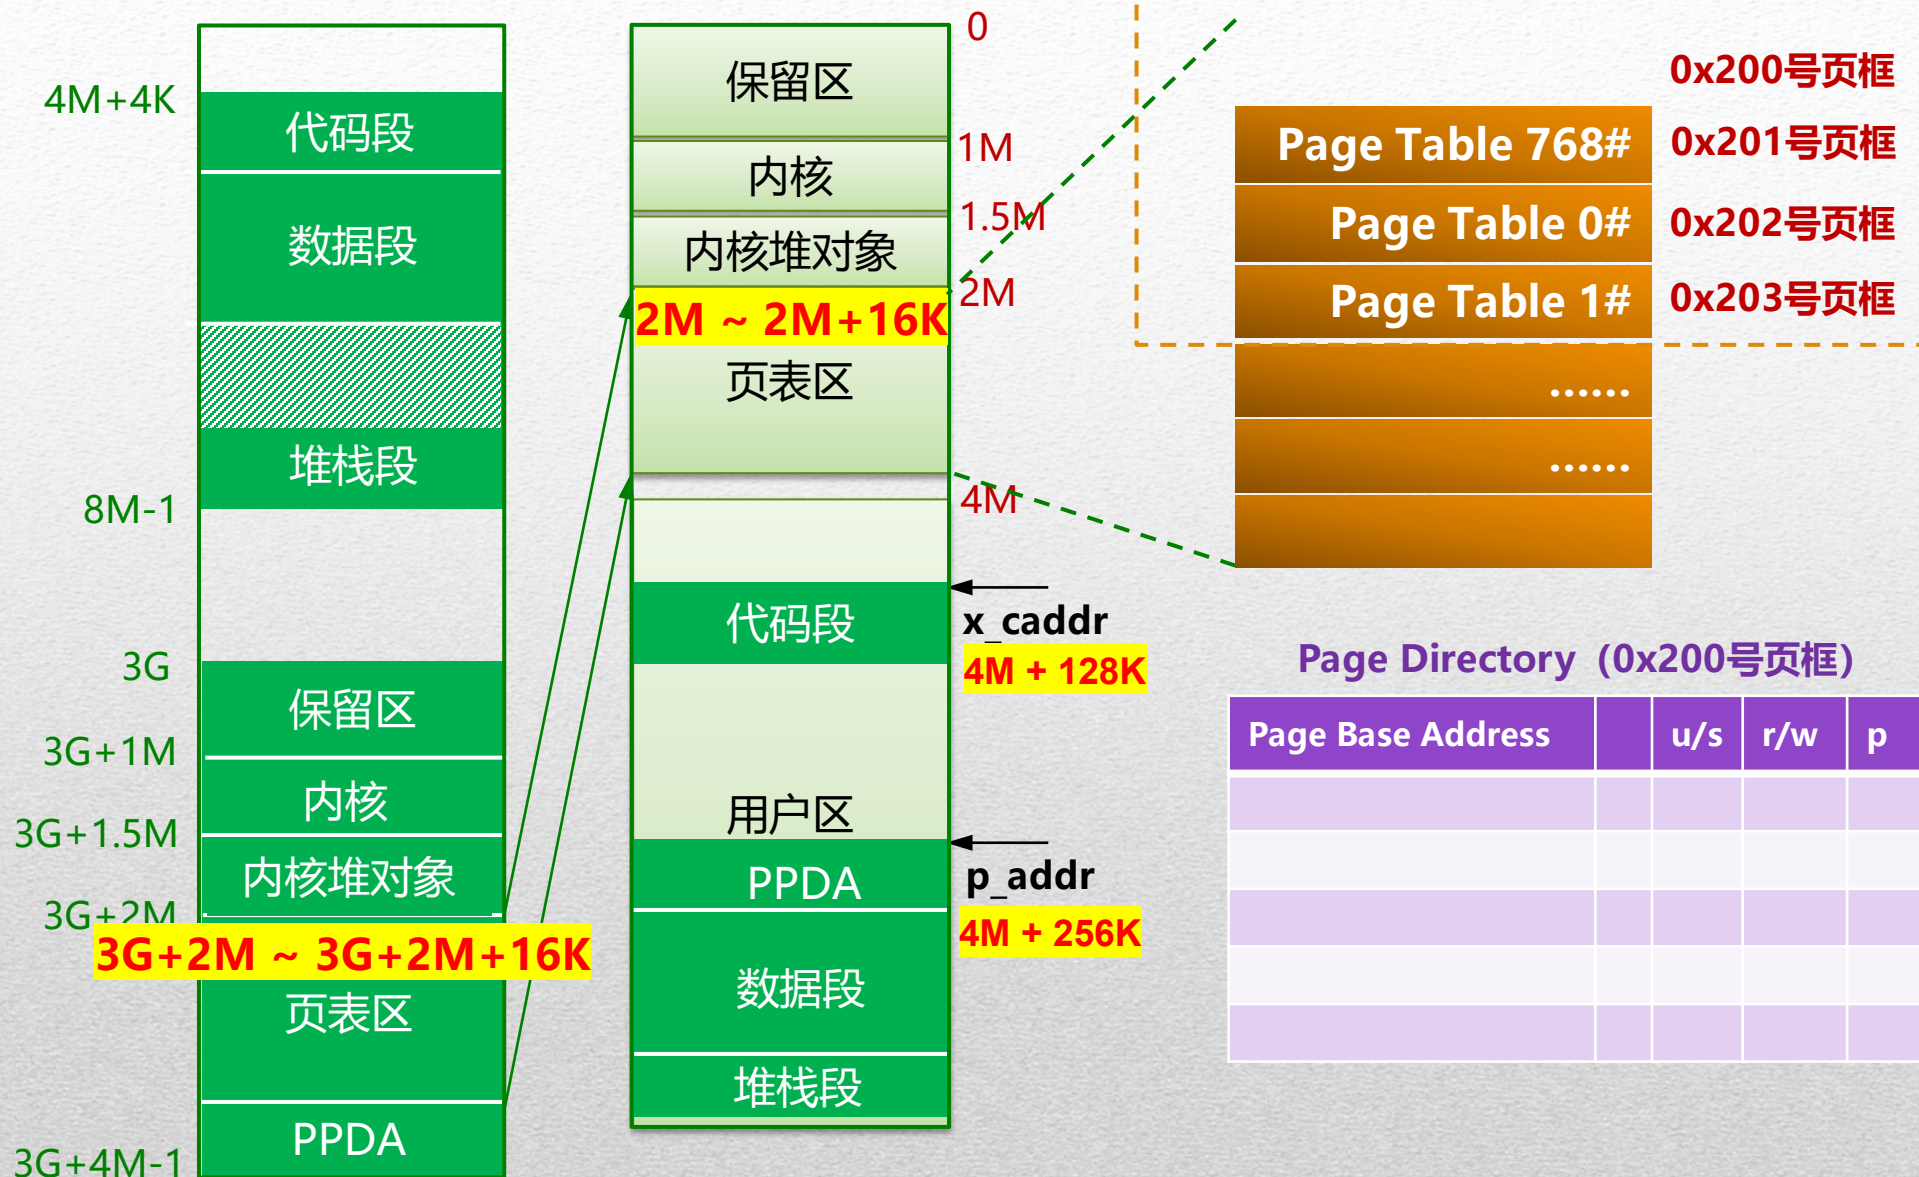 4M+4K
代码段
数据段
堆栈段
8M-1
3G
保留区
3G+1M
内核
3G+1.5M
内核堆对象
3G+2M
3G+2M ~ 3G+2M+16K
页表区
PPDA
3G+4M-1
0
保留区
1M
内核
1.5M
内核堆对象
2M
2M ~ 2M+16K
页表区
4M
代码段
x_caddr
4M + 128K
用户区
PPDA
p_addr
4M + 256K
数据段
堆栈段
0x200号页框
Page Table 768#
0x201号页框
Page Table 0#
0x202号页框
Page Table 1#
0x203号页框
......
......
Page Directory（0x200号页框）
Page Base Address u/s r/w p